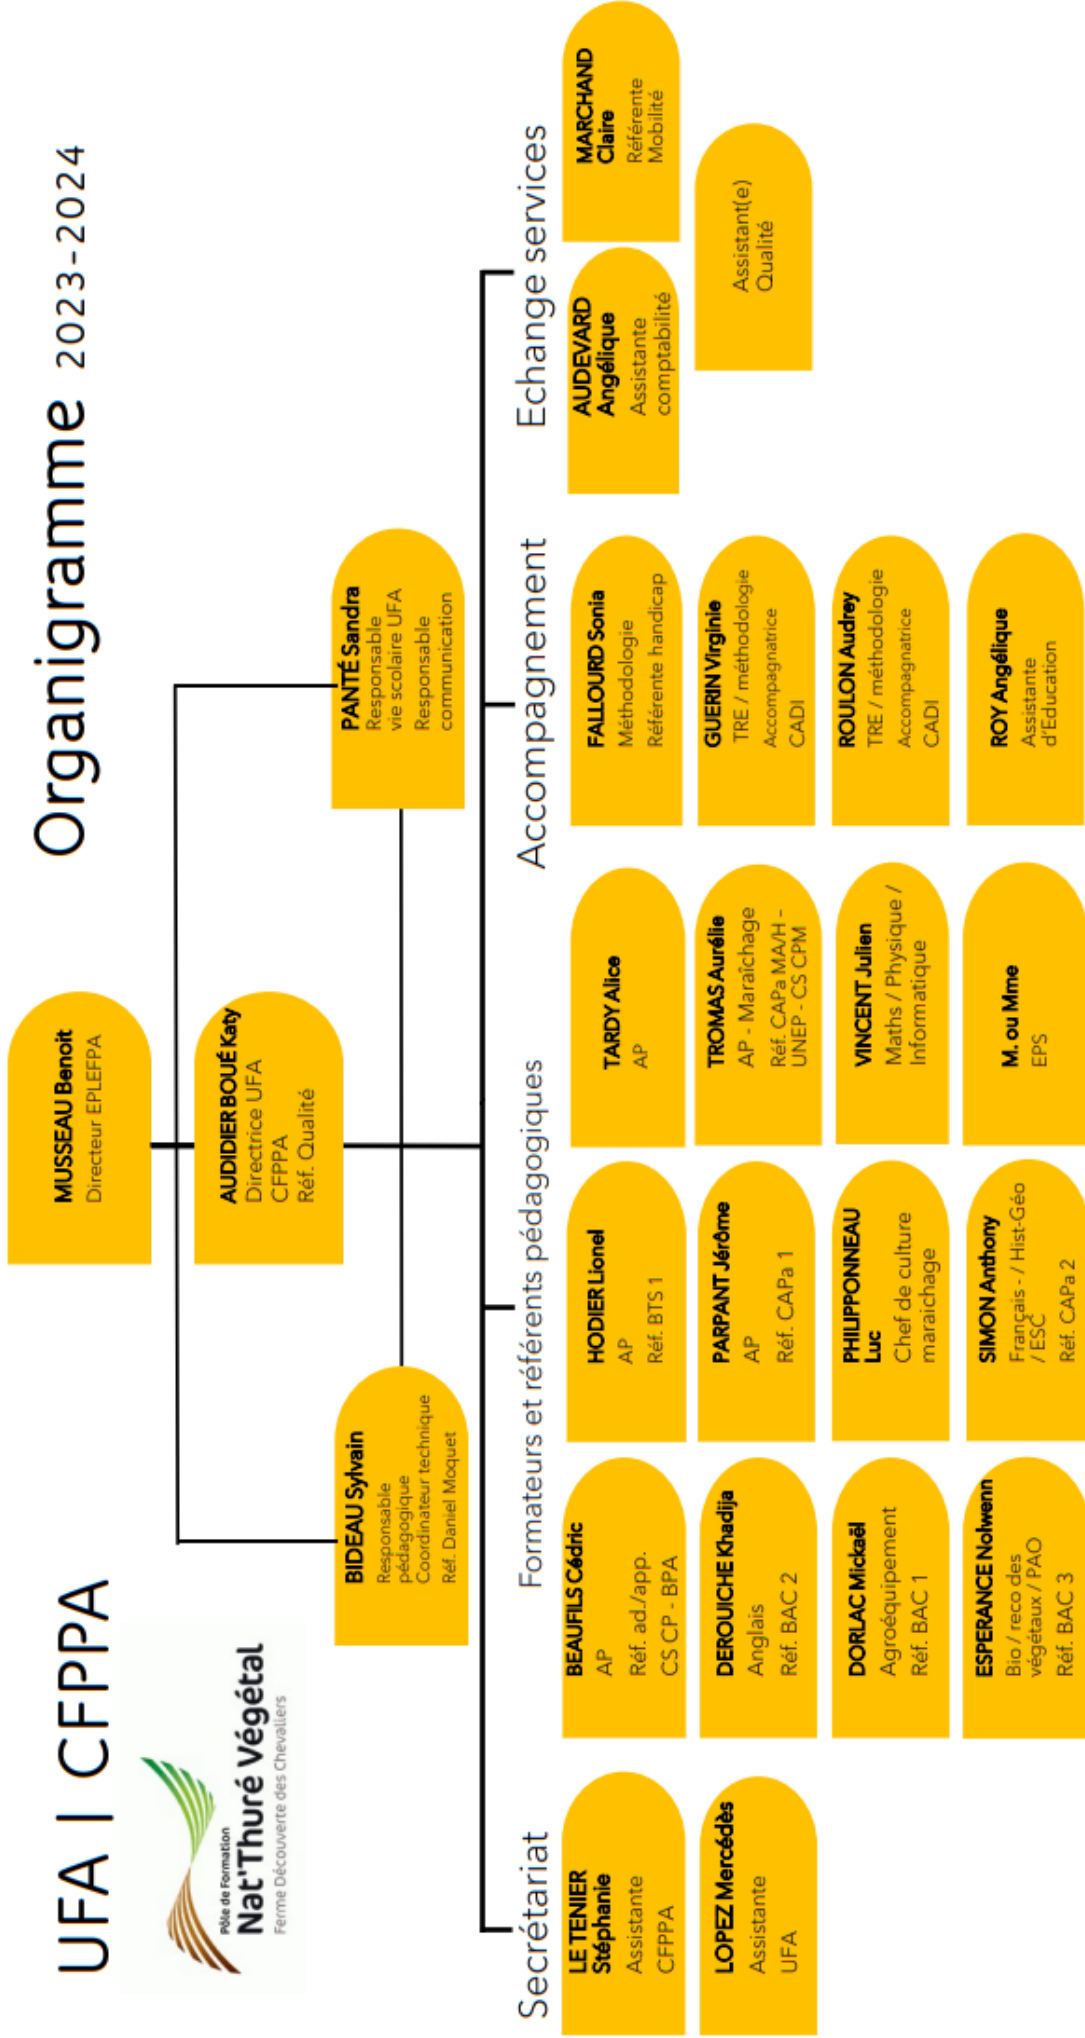 UFA I CFPPA
Organigramme 2023-2024
Pôle de Formation
Nat'Thuré Végétal
Ferme Découverte des Chevaliers
MUSSEAU Benoit
Directeur EPLEFPA
AUDIDIER BOUÉ Katy
Directrice UFA
CFPPA
Réf. Qualité
BIDEAU Sylvain
Responsable
pédagogique
Coordinateur technique
Réf. Daniel Moquet
PANTÉ Sandra
Responsable
vie scolaire UFA
Responsable
communication
Secrétariat
LE TENIER
Stéphanie
Assistante
CFPPA
LOPEZ Mercédès
Assistante
UFA
Formateurs et référents pédagogiques
BEAUFILS Cédric
AP
Réf. ad./app.
CS CP - BPA
DEROUICHE Khadija
Anglais
Réf. BAC 2
DORLAC Mickaël
Agroéquipement
Réf. BAC 1
ESPERANCE Nolwenn
Bio / reco des
végétaux / PAO
Réf. BAC 3
HODIER Lionel
AP
Réf. BTS 1
PARPANT Jérôme
AP
Réf. CAPa 1
PHILIPPONNEAU
Luc
Chef de culture
maraichage
SIMON Anthony
Français - / Hist-Géo
/ ESC
Réf. CAPa 2
TARDY Alice
AP
TROMAS Aurélie
AP - Maraîchage
Réf. CAPa MA/H –
UNEP - CS CPM
VINCENT Julien
Maths / Physique /
Informatique
M. ou Mme
EPS
Accompagnement
FALLOURD Sonia
Méthodologie
Référente handicap
GUERIN Virginie
TRE / méthodologie
Accompagnatrice
CADI
ROULON Audrey
TRE / méthodologie
Accompagnatrice
CADI
ROY Angélique
Assistante
d'Education
Echange services
AUDEVARD
Angélique
Assistante
comptabilité
MARCHAND
Claire
Référente
Mobilité
Assistant(e)
Qualité